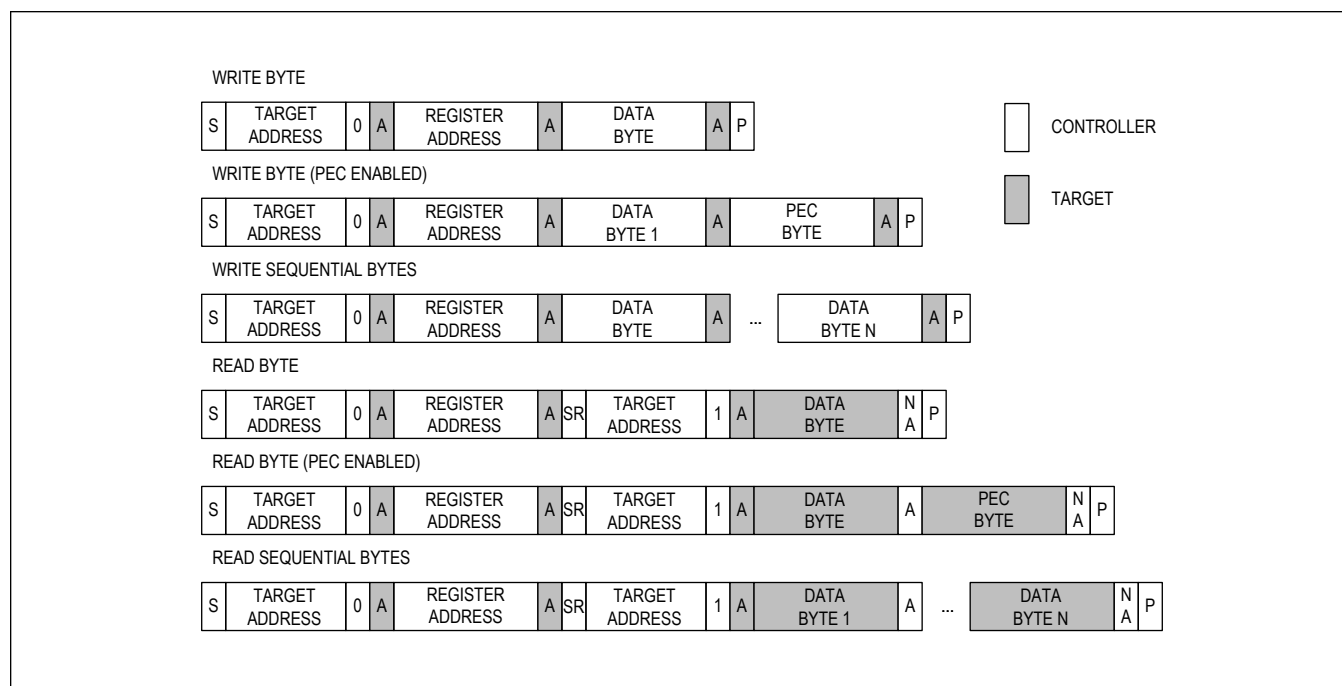 WRITE BYTE
S TARGET ADDRESS 0 A REGISTER ADDRESS A DATA BYTE A P
CONTROLLER
WRITE BYTE (PEC ENABLED)
S TARGET ADDRESS 0 A REGISTER ADDRESS A DATA BYTE 1 A PEC BYTE A P
TARGET
WRITE SEQUENTIAL BYTES
S TARGET ADDRESS 0 A REGISTER ADDRESS A DATA BYTE A ... DATA BYTE N A P
READ BYTE
S TARGET ADDRESS 0 A REGISTER ADDRESS A SR TARGET ADDRESS 1 A DATA BYTE NA P
READ BYTE (PEC ENABLED)
S TARGET ADDRESS 0 A REGISTER ADDRESS A SR TARGET ADDRESS 1 A DATA BYTE A PEC BYTE NA P
READ SEQUENTIAL BYTES
S TARGET ADDRESS 0 A REGISTER ADDRESS A SR TARGET ADDRESS 1 A DATA BYTE 1 A ... DATA BYTE N NA P